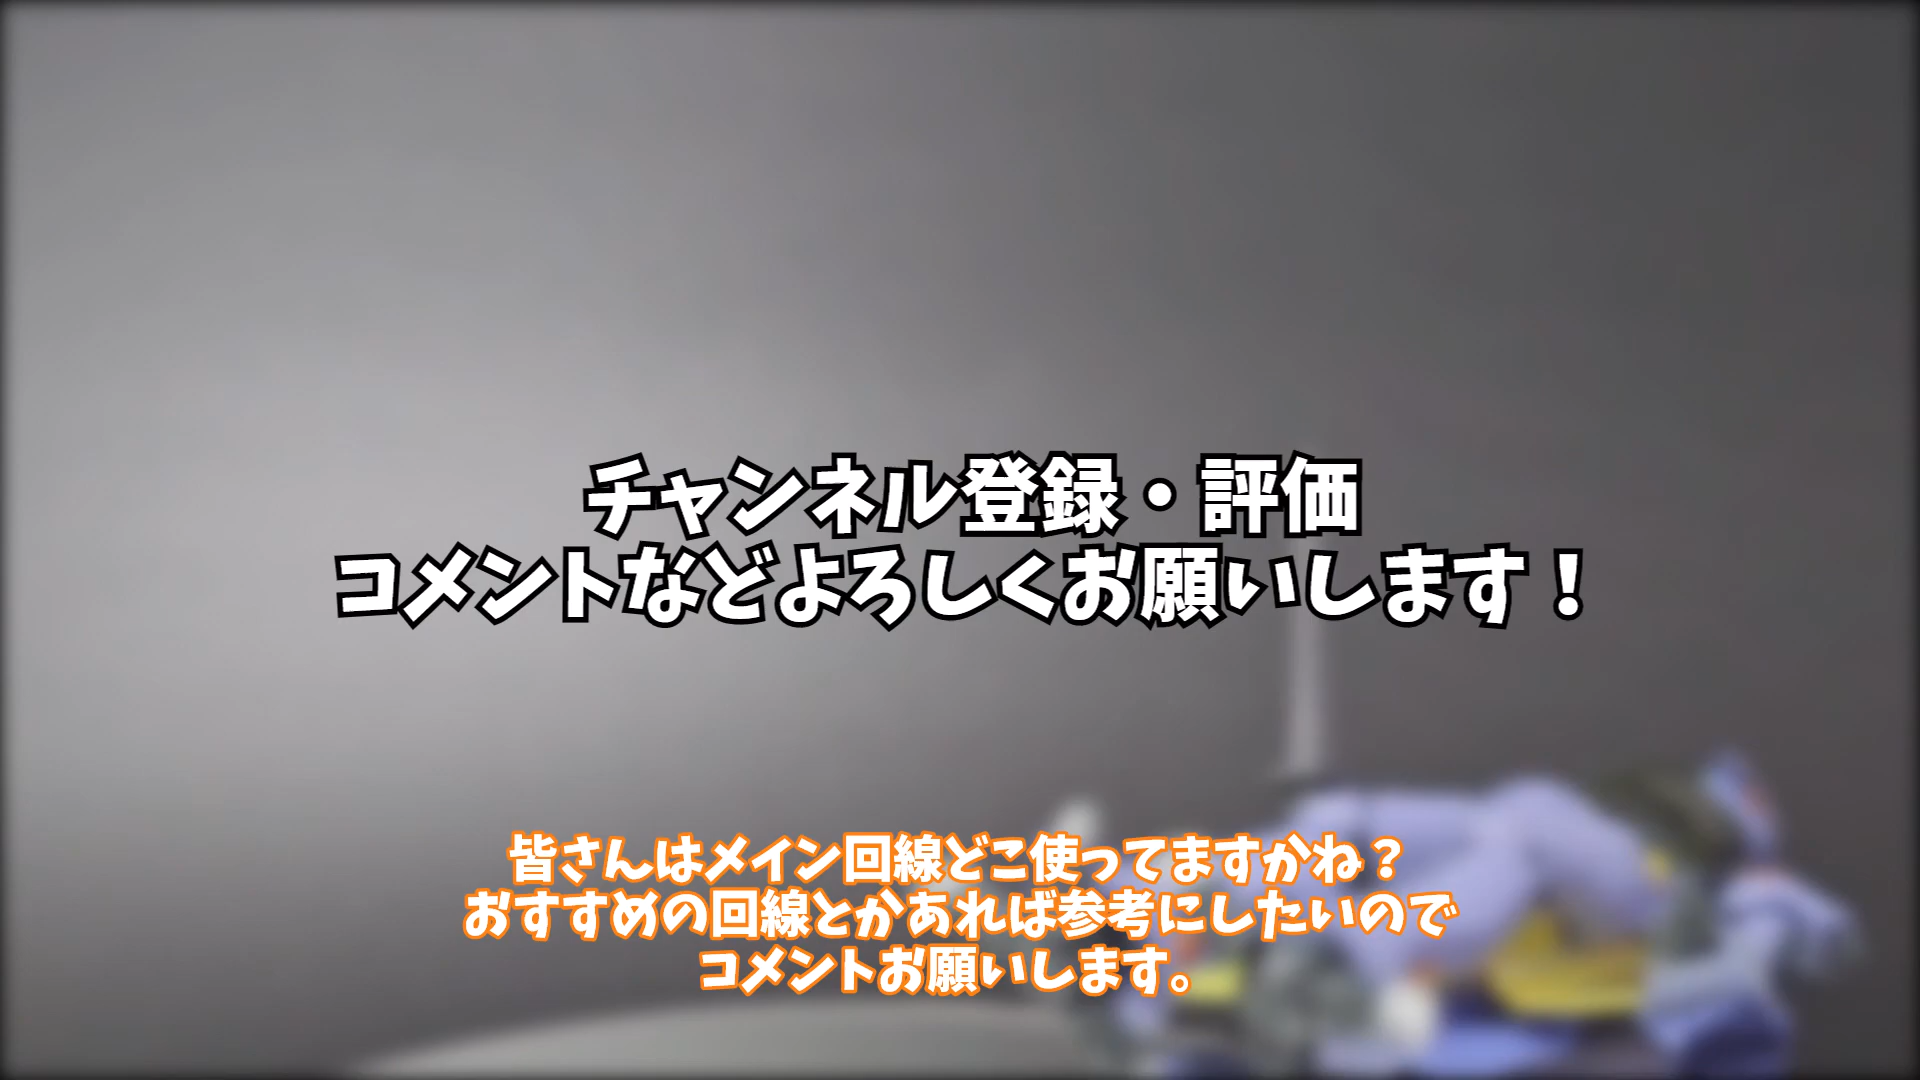 チャンネル登録・評価
コメントなどよろしくお願いします！
皆さんはメイン回線どこ使ってますかね？
おすすめの回線とかあれば参考にしたいので
コメントお願いします。